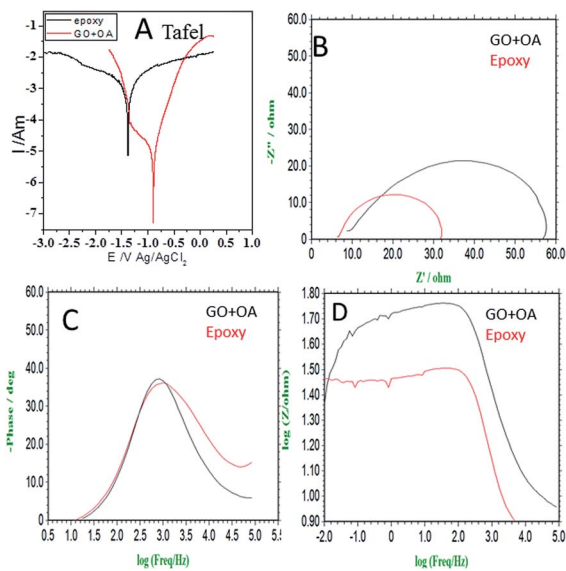 epoxy
GO+OA
A Tafel
-1
-2
-3
-4
-5
-6
-7
I /Am
-3.0 -2.5 -2.0 -1.5 -1.0 -0.5 0.0 0.5 1.0
E /V Ag/AgCl₂
B
GO+OA
Epoxy
60.0
50.0
40.0
30.0
20.0
10.0
0
-Z'' / ohm
0 10.0 20.0 30.0 40.0 50.0 60.0
Z' / ohm
C
GO+OA
Epoxy
60.0
50.0
40.0
30.0
20.0
10.0
0
-Phase / deg
0.5 1.0 1.5 2.0 2.5 3.0 3.5 4.0 4.5 5.0 5.5
log (Freq/Hz)
D
GO+OA
Epoxy
1.80
1.70
1.60
1.50
1.40
1.30
1.20
1.10
1.00
0.90
log (Z/ohm)
-2.0 -1.0 0.0 1.0 2.0 3.0 4.0 5.0
log (Freq/Hz)